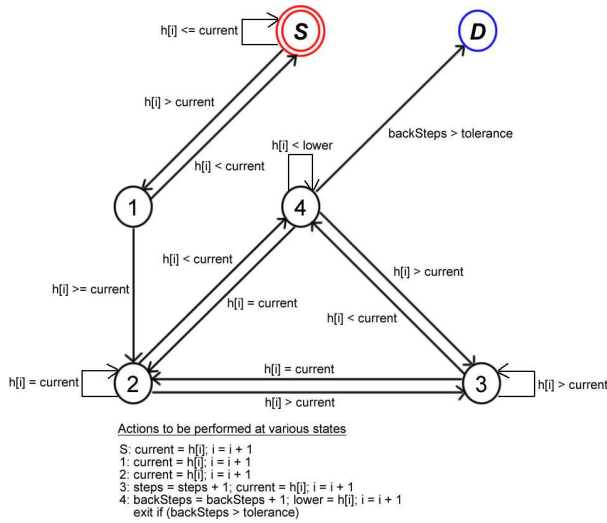 S
D
h[i] <= current
h[i] > current
h[i] < current
backSteps > tolerance
h[i] < lower
1
4
h[i] < current
h[i] > current
h[i] >= current
h[i] = current
h[i] < current
h[i] = current
h[i] = current
2
3
h[i] > current
h[i] > current
Actions to be performed at various states
S: current = h[i]; i = i + 1
1: current = h[i]; i = i + 1
2: current = h[i]; i = i + 1
3: steps = steps + 1; current = h[i]; i = i + 1
4: backSteps = backSteps + 1; lower = h[i]; i = i + 1
exit if (backSteps > tolerance)